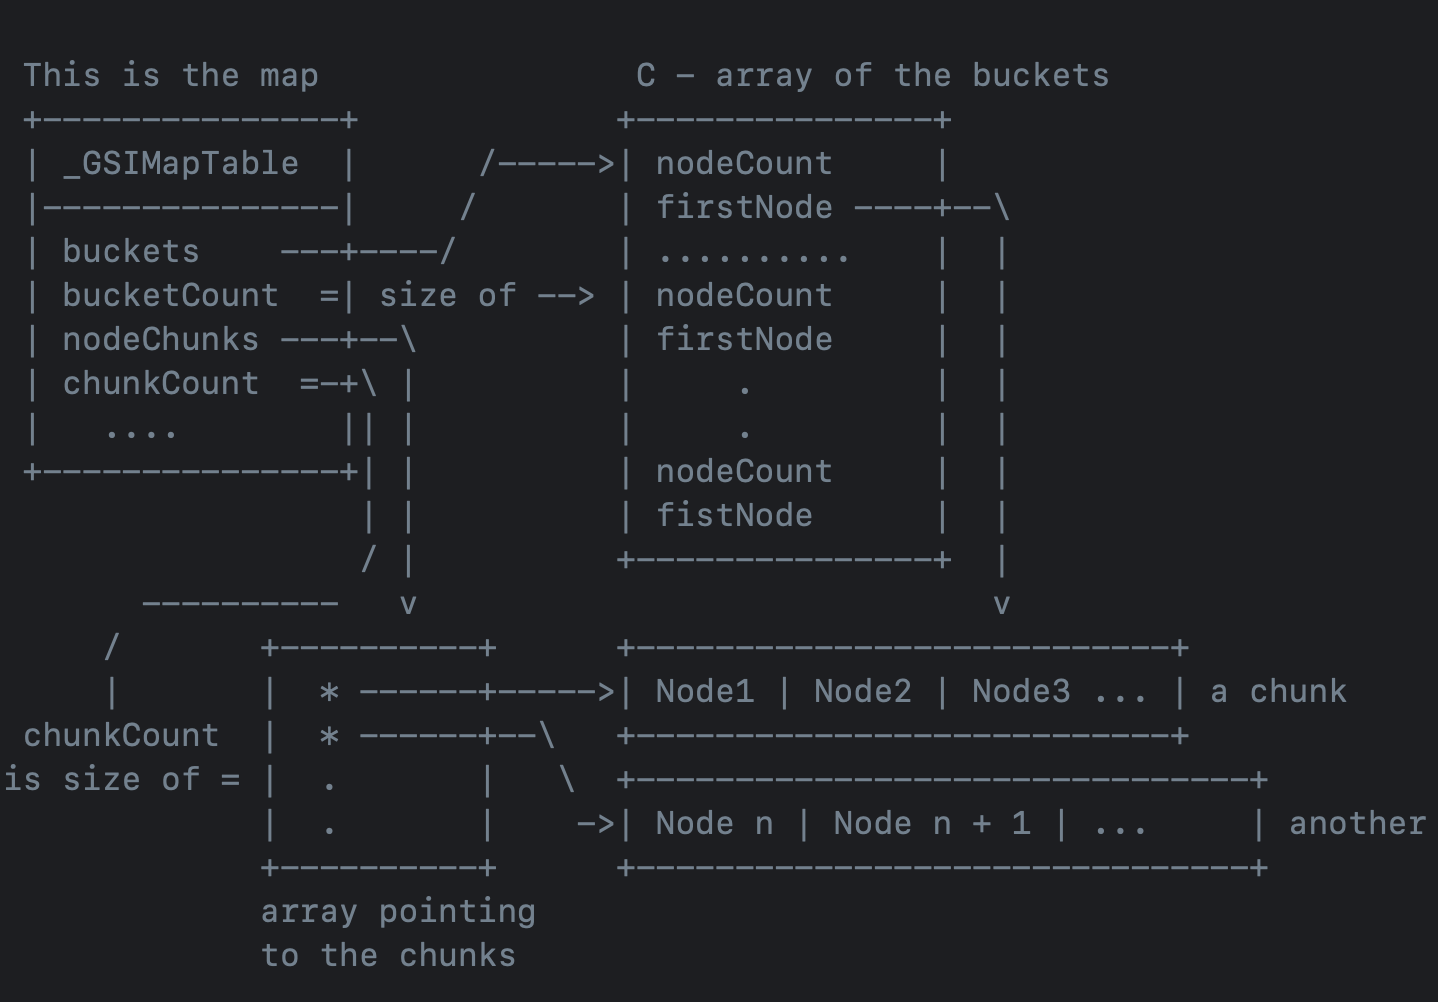 This is the map                C - array of the buckets
+---------------+             +---------------+
| _GSIMapTable  |      /----->| nodeCount     |
|---------------|     /       | firstNode ----+--\
| buckets    ---+----/        | ..........    |  |
| bucketCount  =| size of --> | nodeCount     |  |
| nodeChunks ---+--\          | firstNode     |  |
| chunkCount  =-+\ |          |     .         |  |
|   ....        || |          |     .         |  |
+---------------+| |          | nodeCount     |  |
                 | |          | fistNode      |  |
                 / |          +---------------+  |
      ----------   v                             v
    /       +----------+      +---------------------------+
    |       |  * ------+----->| Node1 | Node2 | Node3 ... | a chunk
chunkCount  |  * ------+--\   +---------------------------+
is size of = |  .       |   \  +-------------------------------+
            |  .       |    ->| Node n | Node n + 1 | ...     | another
            +----------+      +-------------------------------+
            array pointing
            to the chunks